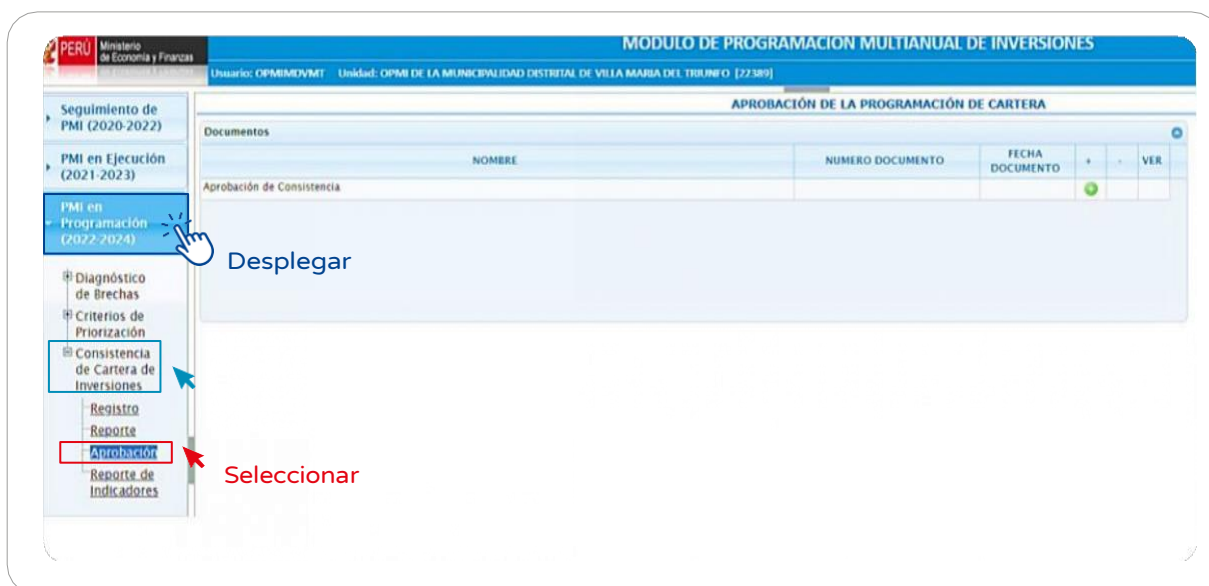 PERÚ Ministerio
de Economía y Finanzas
MODULO DE PROGRAMACION MULTIANUAL DE INVERSIONES
Usuario: OPMIMDVMT Unidad: OPMI DE LA MUNICIPALIDAD DISTRITAL DE VILLA MARIA DEL TRIUNFO [22389]
Seguimiento de
PMI (2020-2022)
PMI en Ejecución
(2021-2023)
PMI en
Programación
(2022-2024)
Desplegar
Diagnóstico
de Brechas
Criterios de
Priorización
Consistencia
de Cartera de
Inversiones
Registro
Reporte
Aprobación
Seleccionar
Reporte de
Indicadores
APROBACIÓN DE LA PROGRAMACIÓN DE CARTERA
Documentos
NOMBRE NUMERO DOCUMENTO FECHA DOCUMENTO + - VER
Aprobación de Consistencia